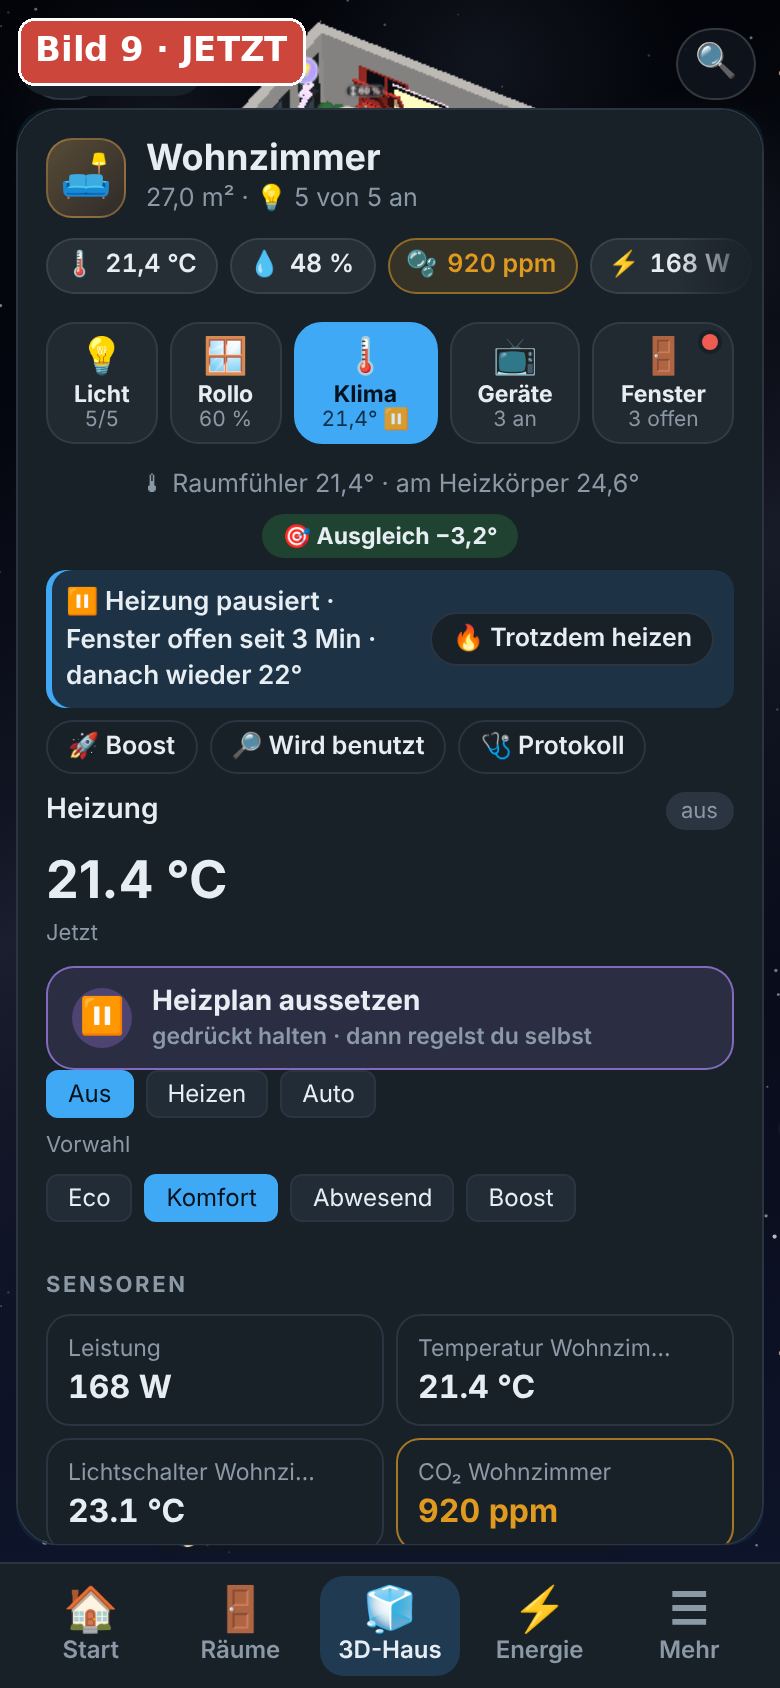 Bild 9 · JETZT
Wohnzimmer
27,0 m² · 💡 5 von 5 an
21,4 °C
48 %
920 ppm
168 W
Licht
5/5
Rollo
60 %
Klima
21,4° ⏸
Geräte
3 an
Fenster
3 offen
Raumfühler 21,4° · am Heizkörper 24,6°
Ausgleich −3,2°
Heizung pausiert ·
Fenster offen seit 3 Min ·
danach wieder 22°
Trotzdem heizen
Boost
Wird benutzt
Protokoll
Heizung
aus
21.4 °C
Jetzt
Heizplan aussetzen
gedrückt halten · dann regelst du selbst
Aus
Heizen
Auto
Vorwahl
Eco
Komfort
Abwesend
Boost
SENSOREN
Leistung
168 W
Temperatur Wohnzim...
21.4 °C
Lichtschalter Wohnzi...
23.1 °C
CO₂ Wohnzimmer
920 ppm
Start
Räume
3D-Haus
Energie
Mehr